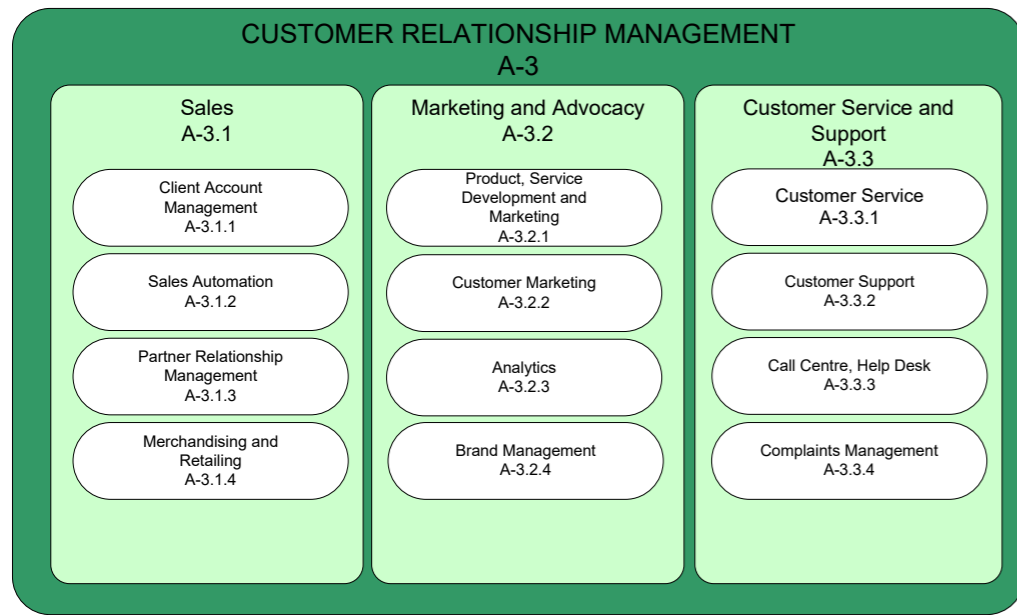 CUSTOMER RELATIONSHIP MANAGEMENT
A-3
Sales
A-3.1
Client Account
Management
A-3.1.1
Sales Automation
A-3.1.2
Partner Relationship
Management
A-3.1.3
Merchandising and
Retailing
A-3.1.4
Marketing and Advocacy
A-3.2
Product, Service
Development and
Marketing
A-3.2.1
Customer Marketing
A-3.2.2
Analytics
A-3.2.3
Brand Management
A-3.2.4
Customer Service and
Support
A-3.3
Customer Service
A-3.3.1
Customer Support
A-3.3.2
Call Centre, Help Desk
A-3.3.3
Complaints Management
A-3.3.4